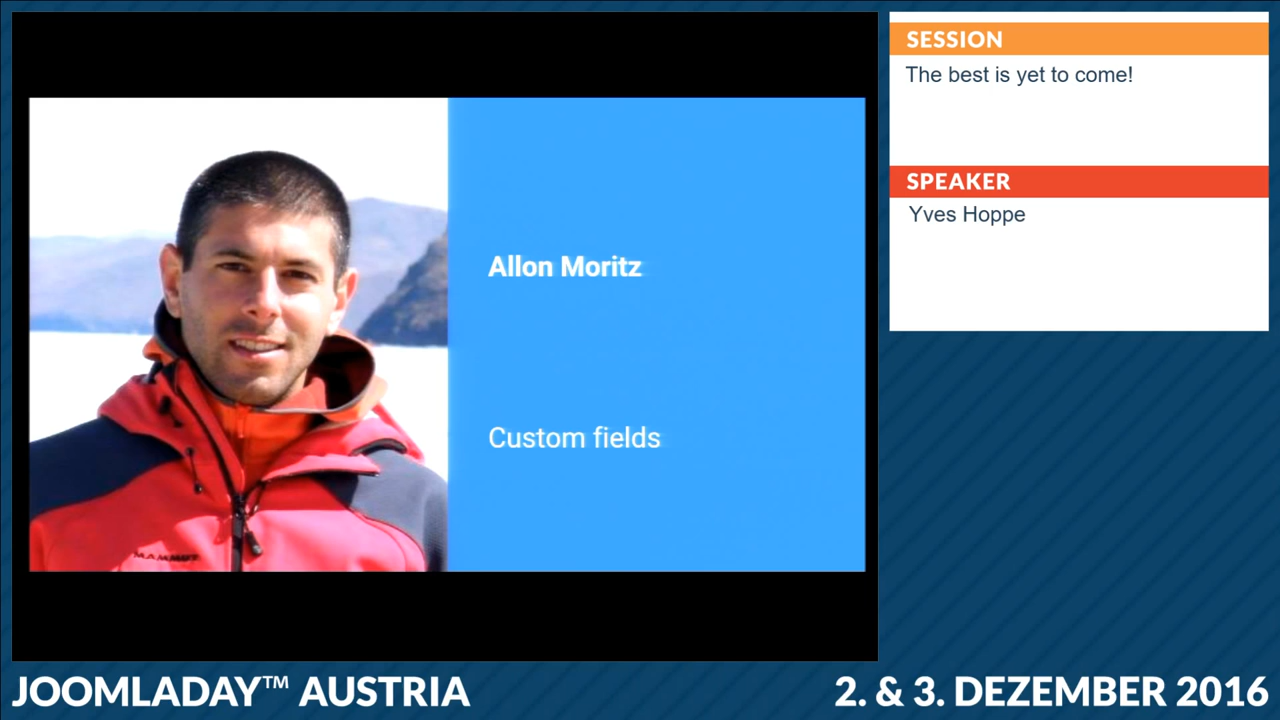 SESSION
The best is yet to come!
SPEAKER
Yves Hoppe
Allon Moritz
Custom fields
MAMMUT
JOOMLADAY™ AUSTRIA
2. & 3. DEZEMBER 2016